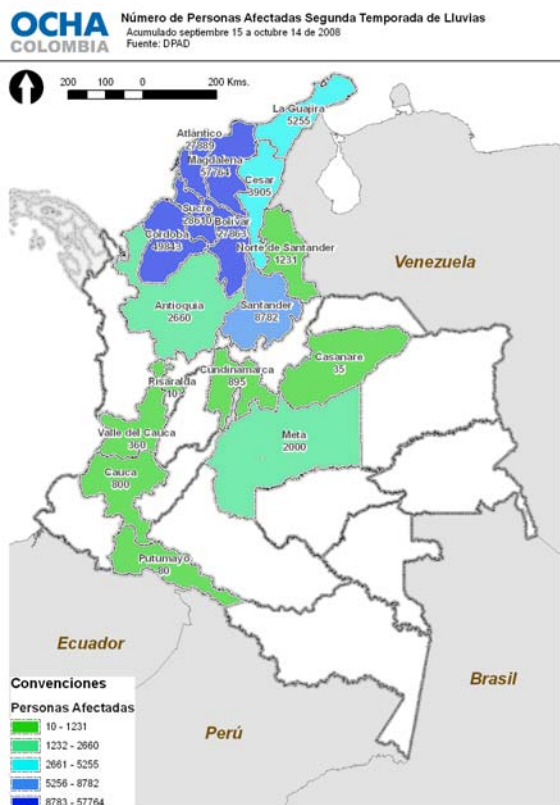 OCHA
COLOMBIA
Número de Personas Afectadas Segunda Temporada de Lluvias
Acumulado septiembre 15 a octubre 14 de 2008
Fuente: DPAD
200 100 0 200 Kms.
La Guajira
5255
Atlántico
27889
Magdalena
57764
Cesar
3905
Sucre
28610
Bolívar
27863
Córdoba
49843
Norte de Santander
1231
Venezuela
Antioquia
2660
Santander
8782
Casanare
35
Cundinamarca
895
Risaralda
10
Valle del Cauca
360
Meta
2000
Cauca
800
Putumayo
80
Ecuador
Brasil
Perú
Convenciones
Personas Afectadas
10 - 1231
1232 - 2660
2661 - 5255
5256 - 8782
8783 - 57764